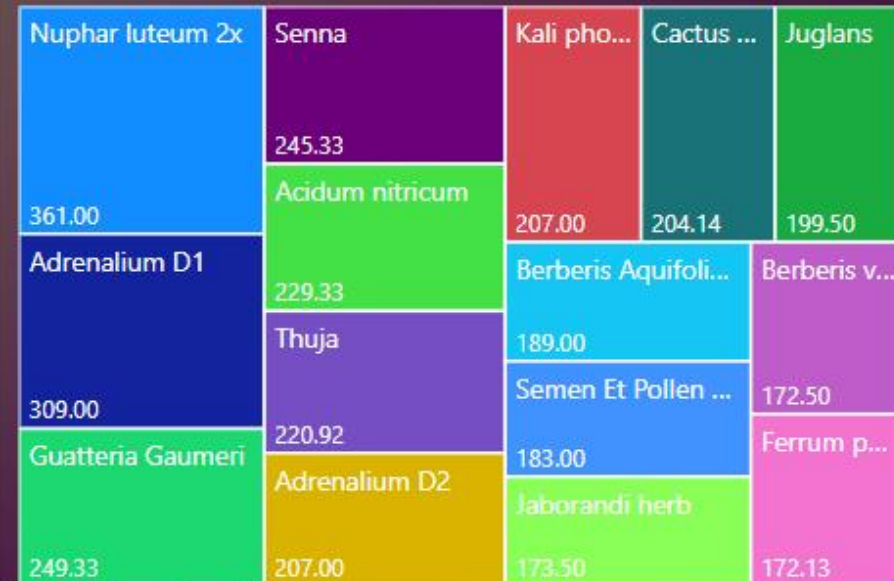 Nuphar luteum 2x
361.00
Adrenalium D1
309.00
Guatteria Gaumeri
249.33
Senna
245.33
Acidum nitricum
229.33
Thuja
220.92
Adrenalium D2
207.00
Kali pho...
207.00
Cactus ...
204.14
Juglans
199.50
Berberis Aquifoli...
189.00
Semen Et Pollen ...
183.00
Jaborandi herb
173.50
Berberis v...
172.50
Ferrum p...
172.13